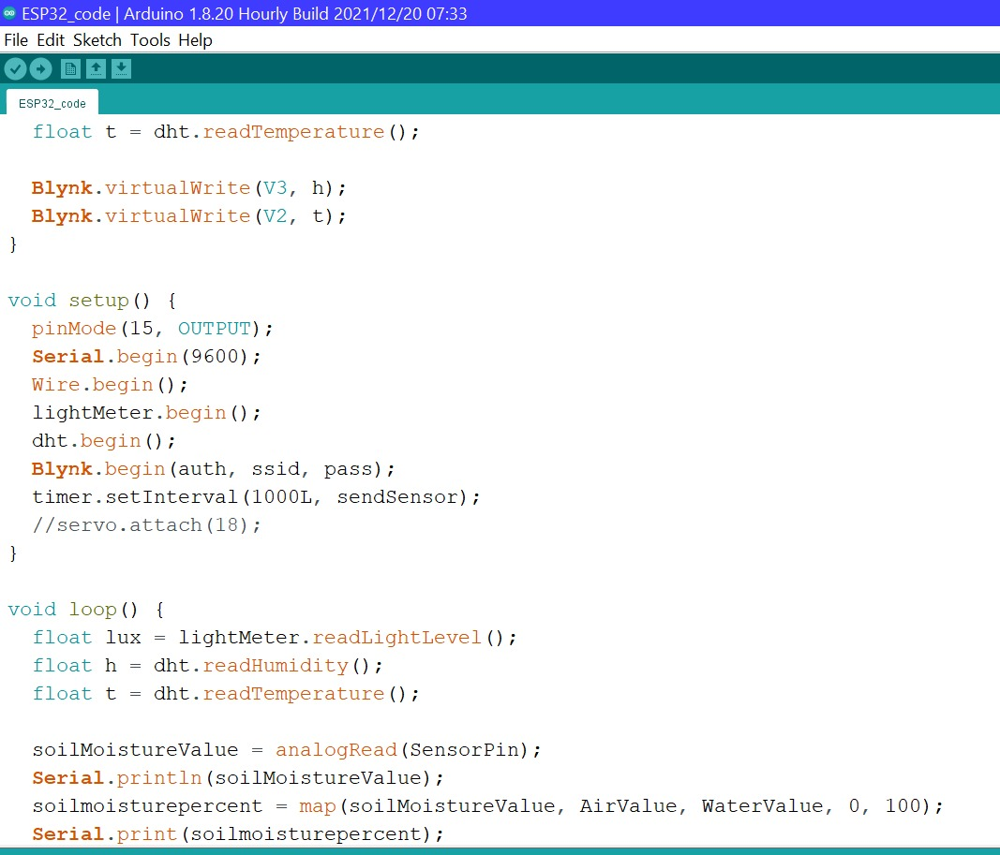 ESP32_code | Arduino 1.8.20 Hourly Build 2021/12/20 07:33
File Edit Sketch Tools Help
ESP32_code
  float t = dht.readTemperature();

  Blynk.virtualWrite(V3, h);
  Blynk.virtualWrite(V2, t);
}

void setup() {
  pinMode(15, OUTPUT);
  Serial.begin(9600);
  Wire.begin();
  lightMeter.begin();
  dht.begin();
  Blynk.begin(auth, ssid, pass);
  timer.setInterval(1000L, sendSensor);
  //servo.attach(18);
}

void loop() {
  float lux = lightMeter.readLightLevel();
  float h = dht.readHumidity();
  float t = dht.readTemperature();

  soilMoistureValue = analogRead(SensorPin);
  Serial.println(soilMoistureValue);
  soilmoisturepercent = map(soilMoistureValue, AirValue, WaterValue, 0, 100);
  Serial.print(soilmoisturepercent);